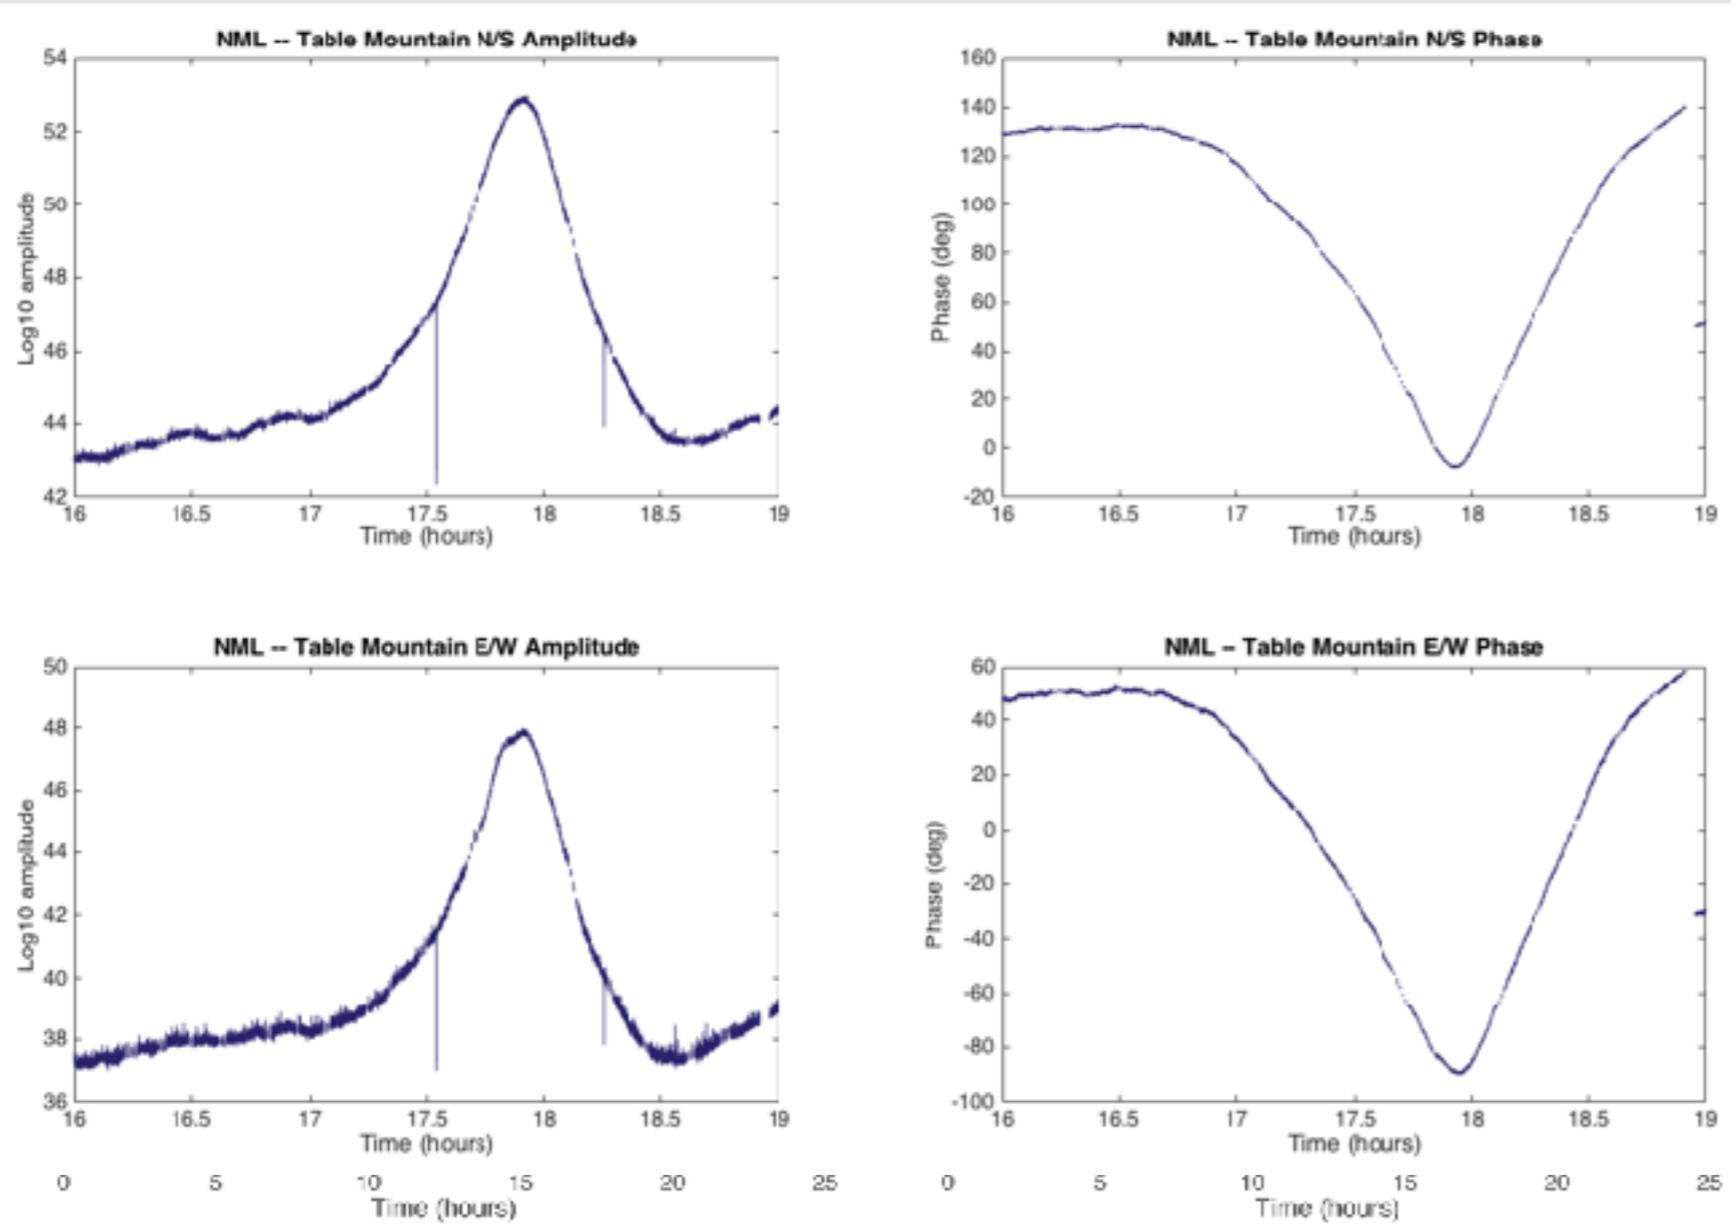 NML -- Table Mountain N/S Amplitude
54
52
50
48
46
44
42
Log10 amplitude
16 16.5 17 17.5 18 18.5 19
Time (hours)
NML -- Table Mountain N/S Phase
160
140
120
100
80
60
40
20
0
-20
Phase (deg)
16 16.5 17 17.5 18 18.5 19
Time (hours)
NML -- Table Mountain E/W Amplitude
50
48
46
44
42
40
38
36
Log10 amplitude
16 16.5 17 17.5 18 18.5 19
Time (hours)
0 5 10 15 20 25
Time (hours)
NML -- Table Mountain E/W Phase
60
40
20
0
-20
-40
-60
-80
-100
Phase (deg)
16 16.5 17 17.5 18 18.5 19
Time (hours)
0 5 10 15 20 25
Time (hours)